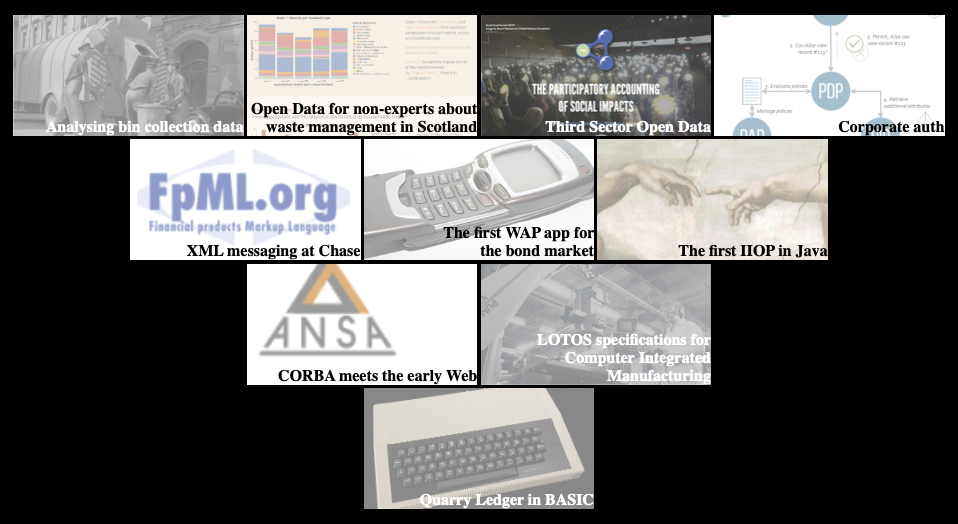 Analysing bin collection data
Open Data for non-experts about
waste management in Scotland
THE PARTICIPATORY ACCOUNTING
OF SOCIAL IMPACTS
Third Sector Open Data
1. Can Alice view
record #123?
5. Permit, Alice can
view record #123
PDP
3. Evaluate policies
4. Retrieve
additional attributes
Manage policies
PAP
Corporate auth
FpML.org
Financial products Markup Language
XML messaging at Chase
The first WAP app for
the bond market
The first IIOP in Java
ANSA
CORBA meets the early Web
LOTOS specifications for
Computer Integrated
Manufacturing
Quarry Ledger in BASIC